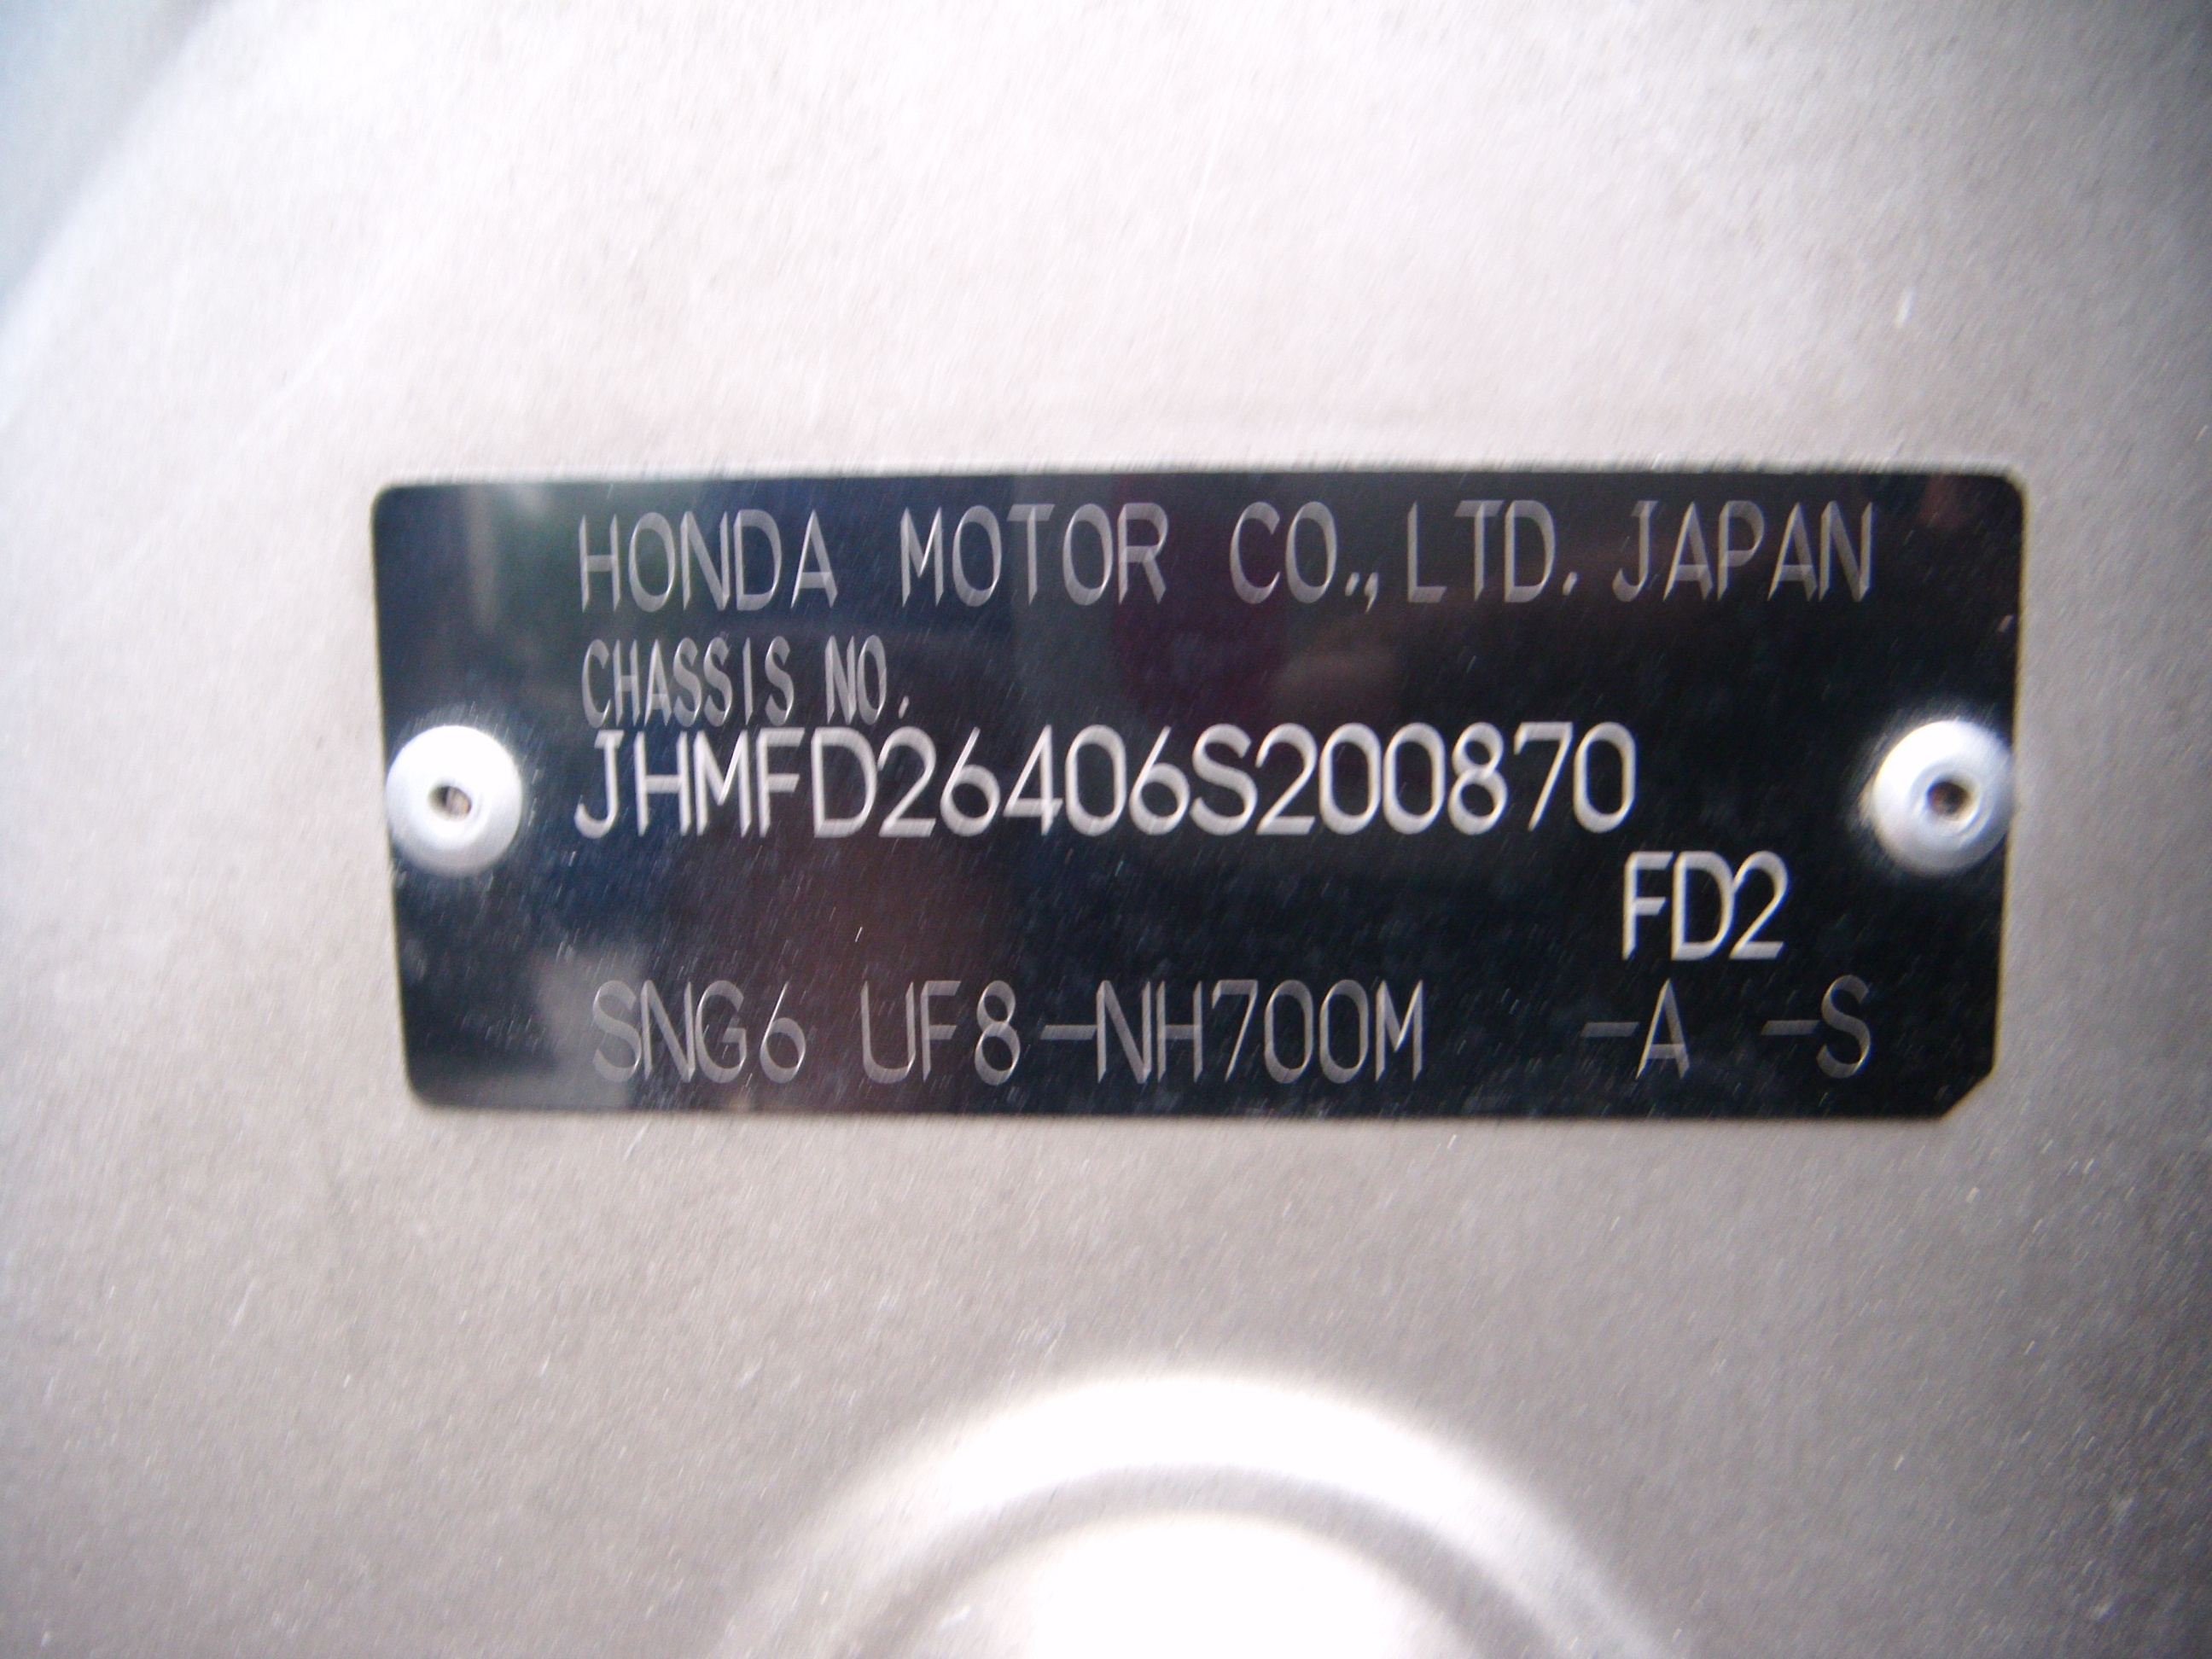 HONDA MOTOR CO.,LTD. JAPAN
CHASSIS NO.
JHMFD26406S200870
FD2
SNG6 UF8-NH700M -A -S